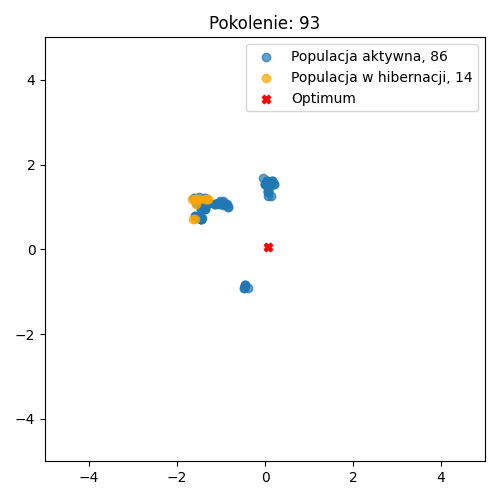 Pokolenie: 93
Populacja aktywna, 86
Populacja w hibernacji, 14
Optimum
4
2
0
−2
−4
−4
−2
0
2
4